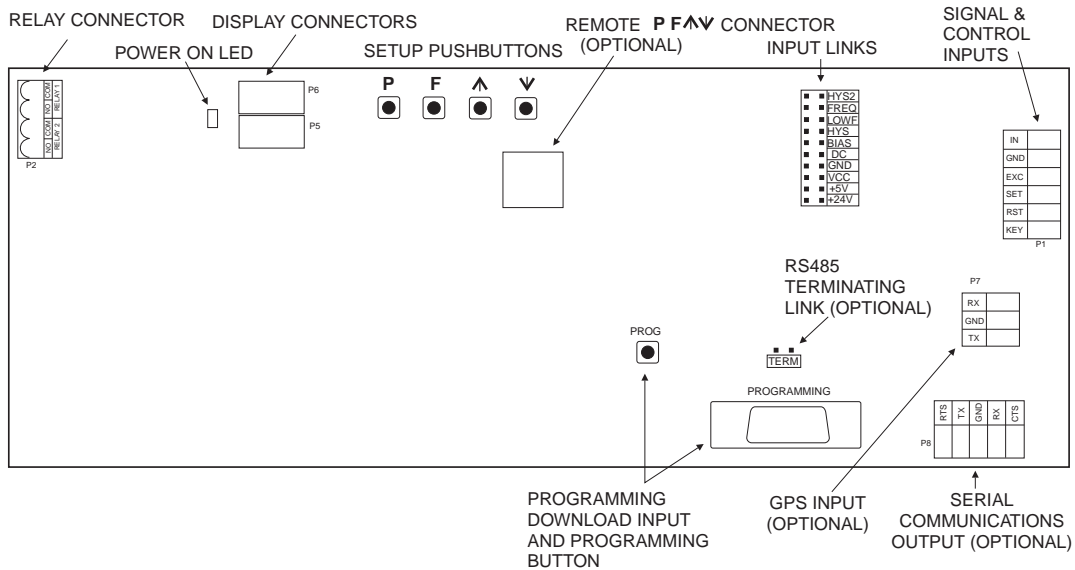 RELAY CONNECTOR
DISPLAY CONNECTORS
POWER ON LED
SETUP PUSHBUTTONS
REMOTE P F CONNECTOR
(OPTIONAL)
INPUT LINKS
SIGNAL &
CONTROL
INPUTS
NO COM
RELAY 1
NO COM
RELAY 2
P2
P6
P5
P F
HYS2
FREQ
LOWF
HYS
BIAS
DC
GND
VCC
+5V
+24V
IN
GND
EXC
SET
RST
KEY
P1
RS485
TERMINATING
LINK (OPTIONAL)
P7
RX
GND
TX
PROG
TERM
PROGRAMMING
RTS
TX
GND
RX
CTS
P8
PROGRAMMING
DOWNLOAD INPUT
AND PROGRAMMING
BUTTON
GPS INPUT
(OPTIONAL)
SERIAL
COMMUNICATIONS
OUTPUT (OPTIONAL)